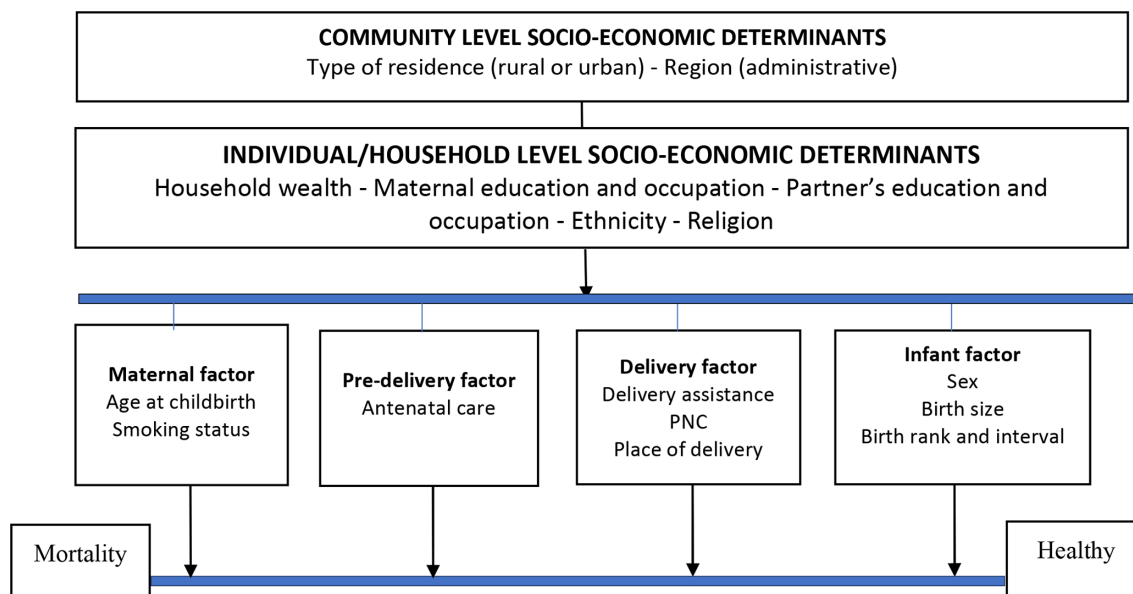 COMMUNITY LEVEL SOCIO-ECONOMIC DETERMINANTS
Type of residence (rural or urban) - Region (administrative)
INDIVIDUAL/HOUSEHOLD LEVEL SOCIO-ECONOMIC DETERMINANTS
Household wealth - Maternal education and occupation - Partner’s education and
occupation - Ethnicity - Religion
Maternal factor
Age at childbirth
Smoking status
Pre-delivery factor
Antenatal care
Delivery factor
Delivery assistance
PNC
Place of delivery
Infant factor
Sex
Birth size
Birth rank and interval
Mortality
Healthy